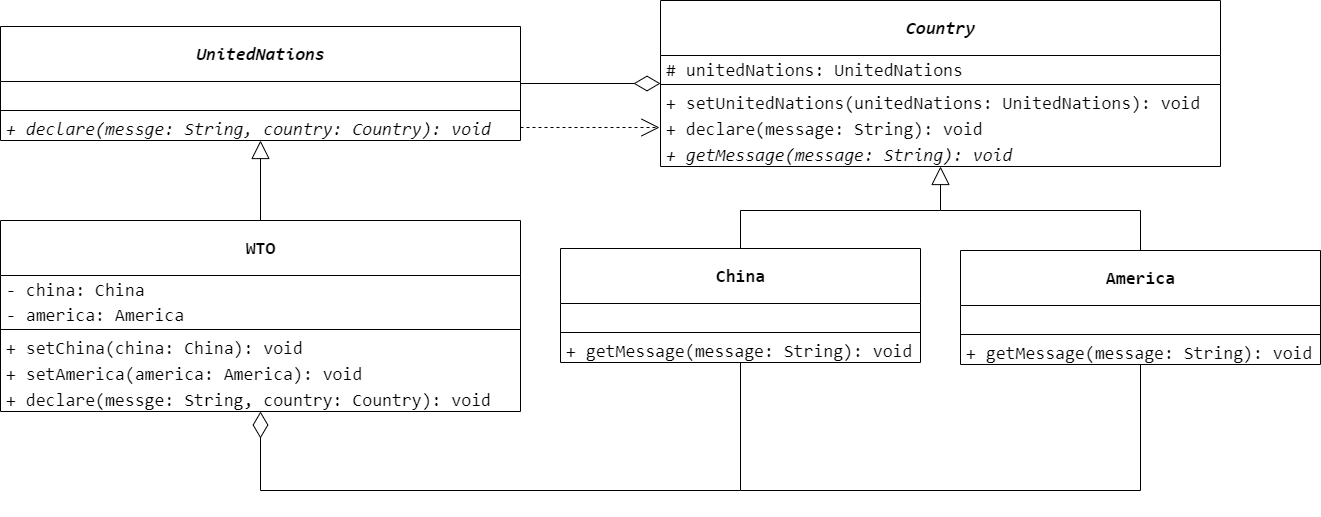 UnitedNations
+ declare(messge: String, country: Country): void
Country
# unitedNations: UnitedNations
+ setUnitedNations(unitedNations: UnitedNations): void
+ declare(message: String): void
+ getMessage(message: String): void
WTO
- china: China
- america: America
+ setChina(china: China): void
+ setAmerica(america: America): void
+ declare(messge: String, country: Country): void
China
+ getMessage(message: String): void
America
+ getMessage(message: String): void